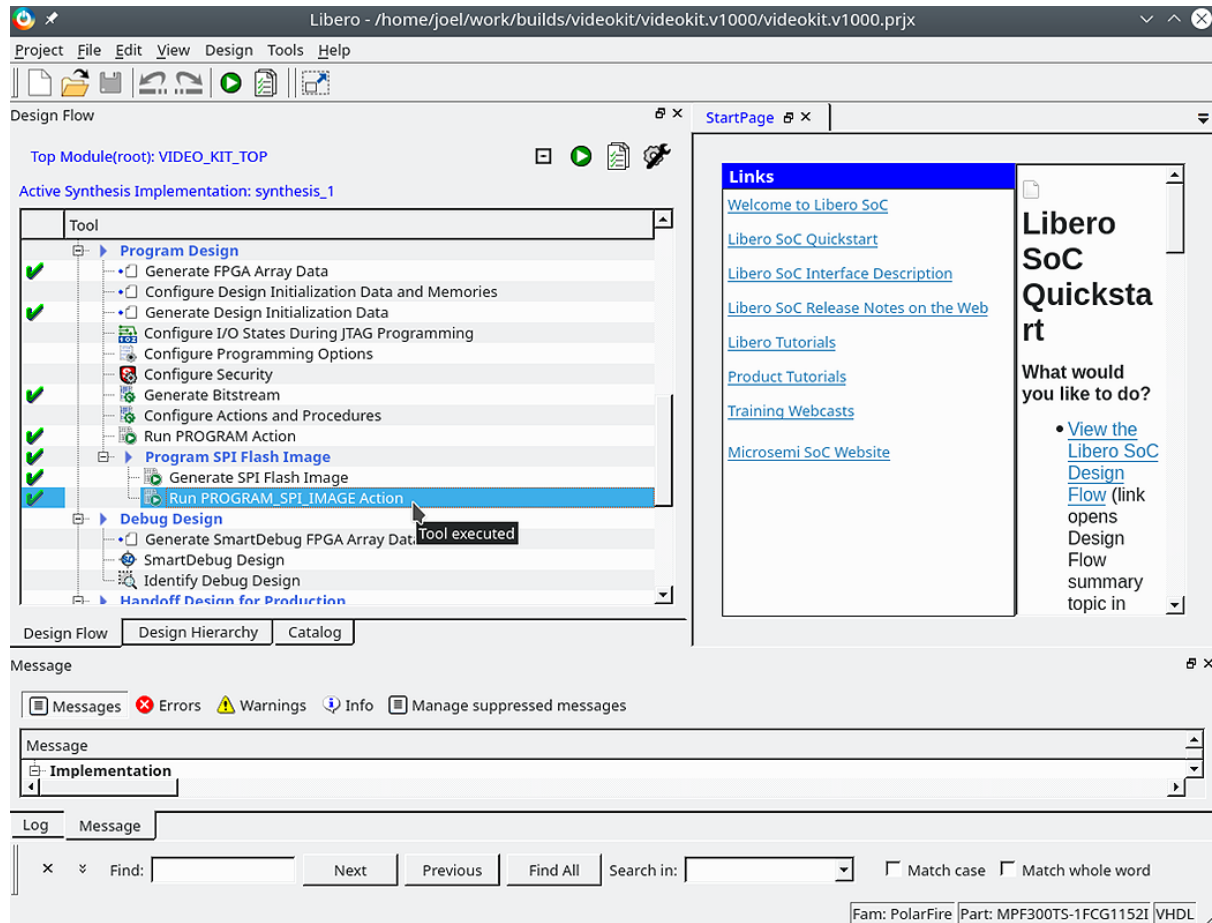 Libero - /home/joel/work/builds/videokit/videokit.v1000/videokit.v1000.prjx
Project File Edit View Design Tools Help
Design Flow
Top Module(root): VIDEO_KIT_TOP
Active Synthesis Implementation: synthesis_1
Tool
Program Design
Generate FPGA Array Data
Configure Design Initialization Data and Memories
Generate Design Initialization Data
Configure I/O States During JTAG Programming
Configure Programming Options
Configure Security
Generate Bitstream
Configure Actions and Procedures
Run PROGRAM Action
Program SPI Flash Image
Generate SPI Flash Image
Run PROGRAM_SPI_IMAGE Action
Tool executed
Debug Design
Generate SmartDebug FPGA Array Dat
SmartDebug Design
Identify Debug Design
Handoff Design for Production
Design Flow Design Hierarchy Catalog
StartPage
Links
Welcome to Libero SoC
Libero SoC Quickstart
Libero SoC Interface Description
Libero SoC Release Notes on the Web
Libero Tutorials
Product Tutorials
Training Webcasts
Microsemi SoC Website
Libero
SoC
Quicksta
rt
What would
you like to do?
View the
Libero SoC
Design
Flow (link
opens
Design
Flow
summary
topic in
Message
Messages Errors Warnings Info Manage suppressed messages
Message
Implementation
Log Message
Find: Next Previous Find All Search in: Match case Match whole word
Fam: PolarFire Part: MPF300TS-1FCG1152I VHDL